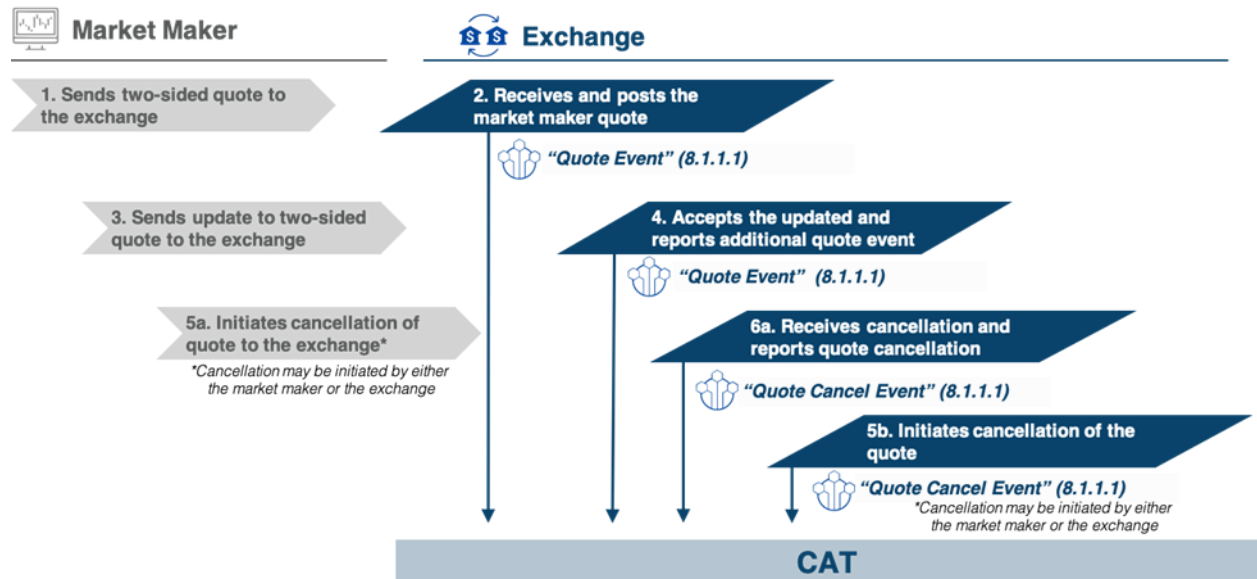 Market Maker
Exchange
1. Sends two-sided quote to
the exchange
2. Receives and posts the
market maker quote
"Quote Event" (8.1.1.1)
3. Sends update to two-sided
quote to the exchange
4. Accepts the updated and
reports additional quote event
"Quote Event" (8.1.1.1)
5a. Initiates cancellation of
quote to the exchange*
*Cancellation may be initiated by either
the market maker or the exchange
6a. Receives cancellation and
reports quote cancellation
"Quote Cancel Event" (8.1.1.1)
5b. Initiates cancellation of the
quote
"Quote Cancel Event" (8.1.1.1)
*Cancellation may be initiated by either
the market maker or the exchange
CAT